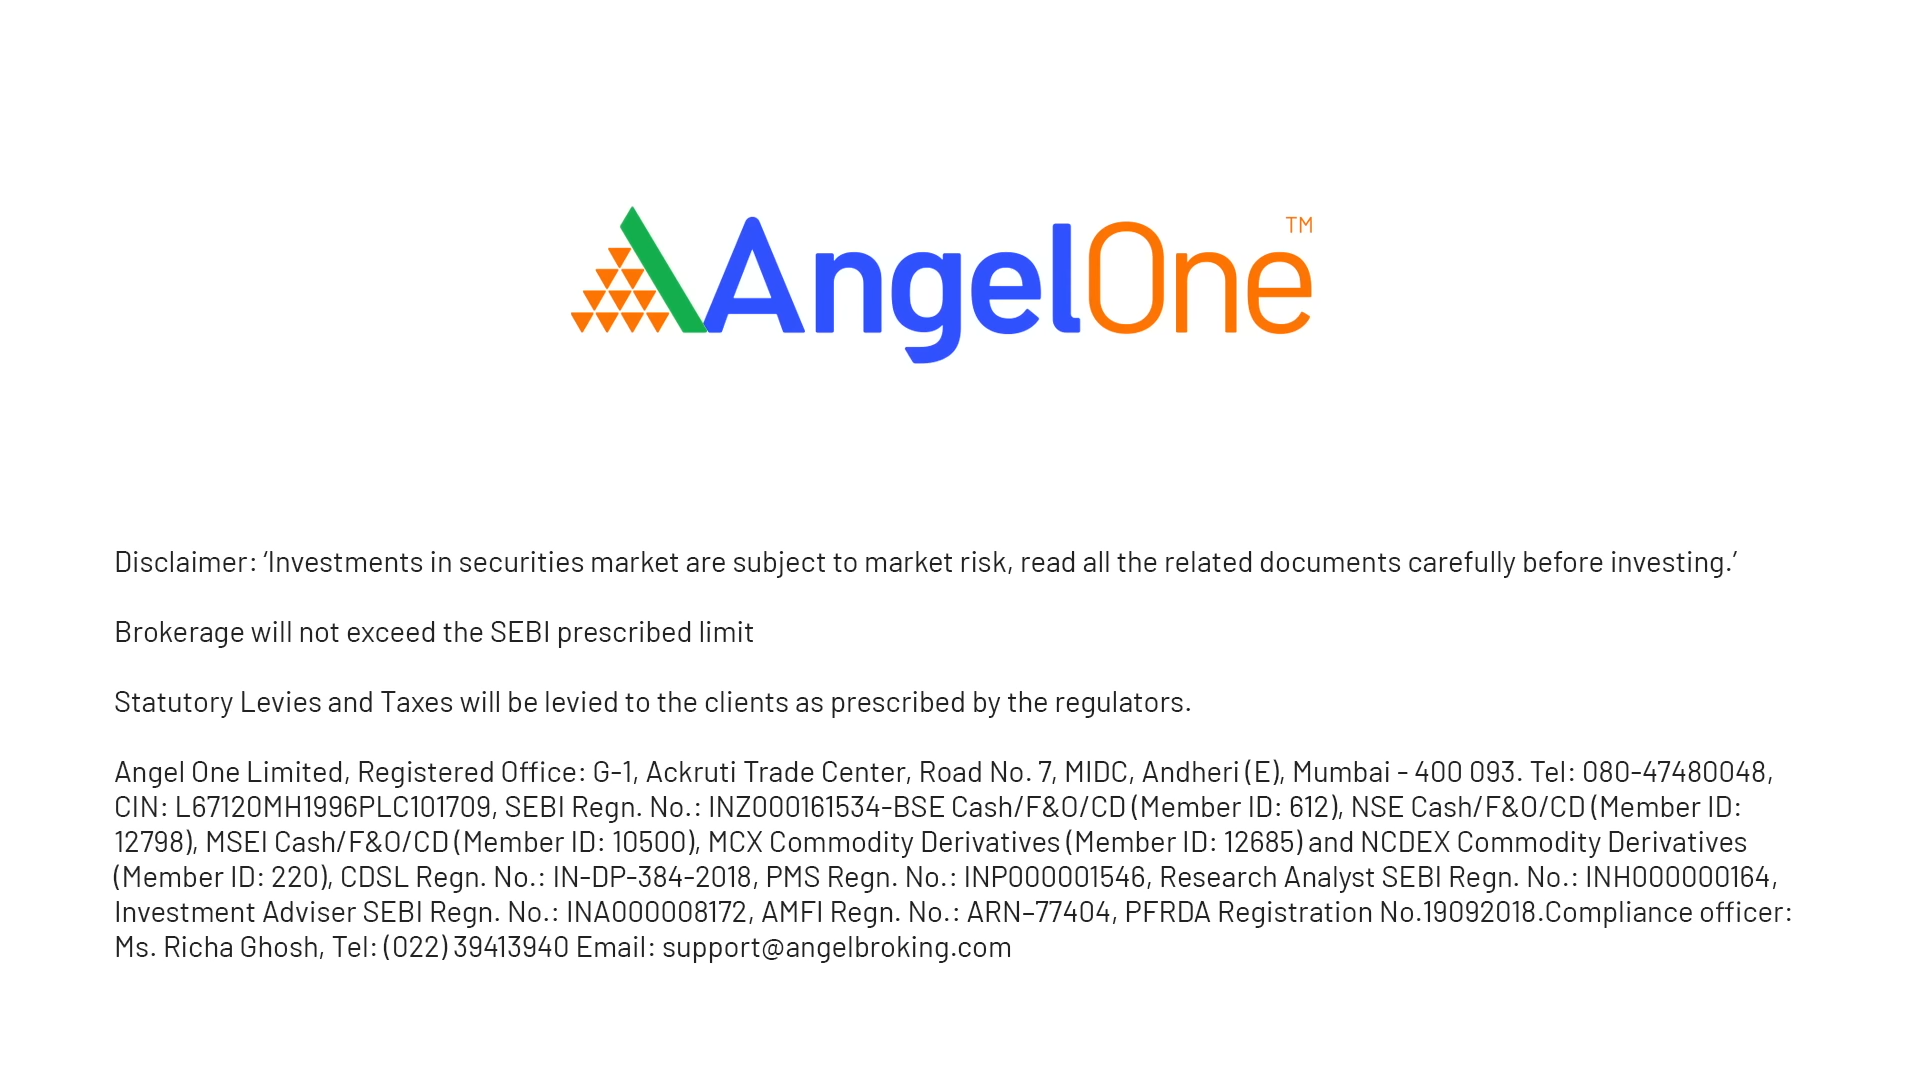 AngelOne™
Disclaimer: ‘Investments in securities market are subject to market risk, read all the related documents carefully before investing.’
Brokerage will not exceed the SEBI prescribed limit
Statutory Levies and Taxes will be levied to the clients as prescribed by the regulators.
Angel One Limited, Registered Office: G-1, Ackruti Trade Center, Road No. 7, MIDC, Andheri (E), Mumbai - 400 093. Tel: 080-47480048,
CIN: L67120MH1996PLC101709, SEBI Regn. No.: INZ000161534-BSE Cash/F&O/CD (Member ID: 612), NSE Cash/F&O/CD (Member ID:
12798), MSEI Cash/F&O/CD (Member ID: 10500), MCX Commodity Derivatives (Member ID: 12685) and NCDEX Commodity Derivatives
(Member ID: 220), CDSL Regn. No.: IN-DP-384-2018, PMS Regn. No.: INP000001546, Research Analyst SEBI Regn. No.: INH000000164,
Investment Adviser SEBI Regn. No.: INA000008172, AMFI Regn. No.: ARN–77404, PFRDA Registration No.19092018.Compliance officer:
Ms. Richa Ghosh, Tel: (022) 39413940 Email: support@angelbroking.com